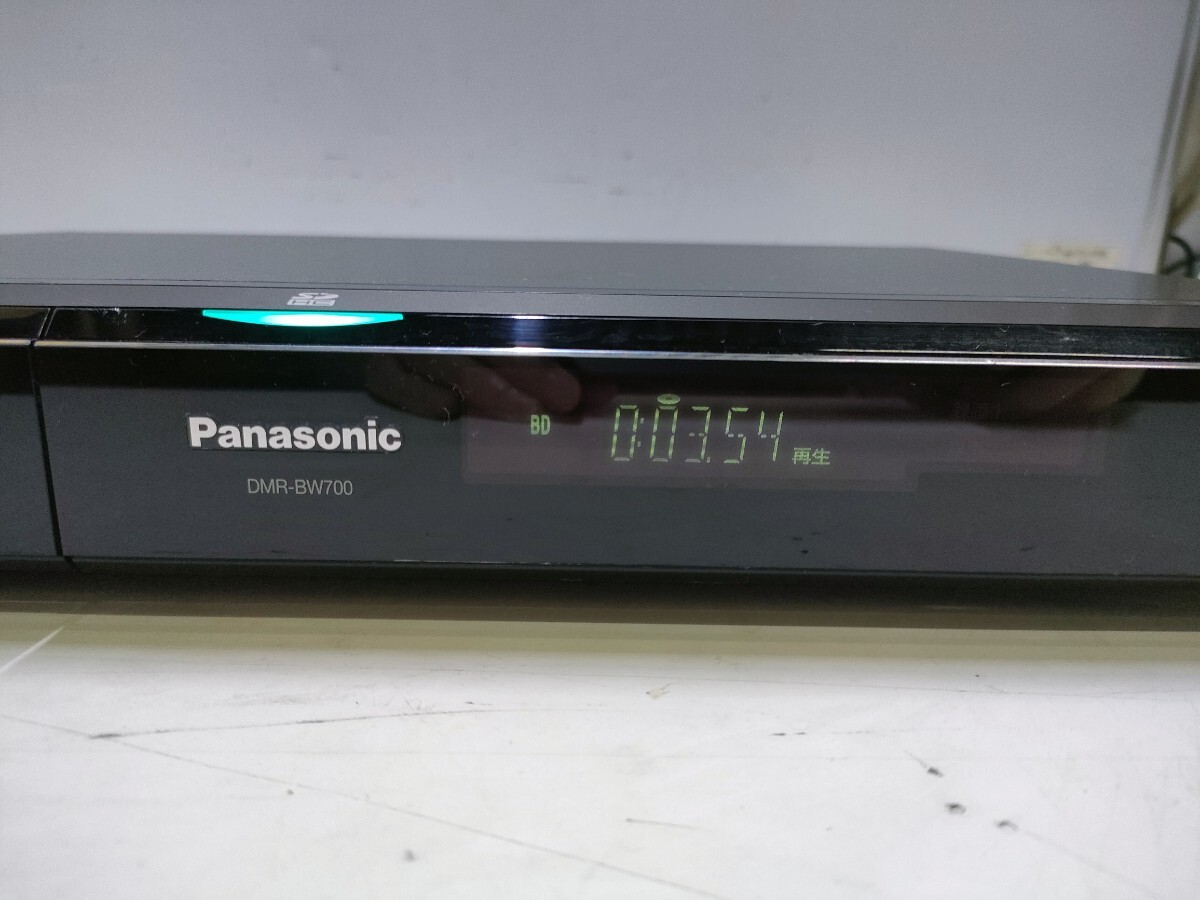 Panasonic
DMR-BW700
BD
0:03.54
再生